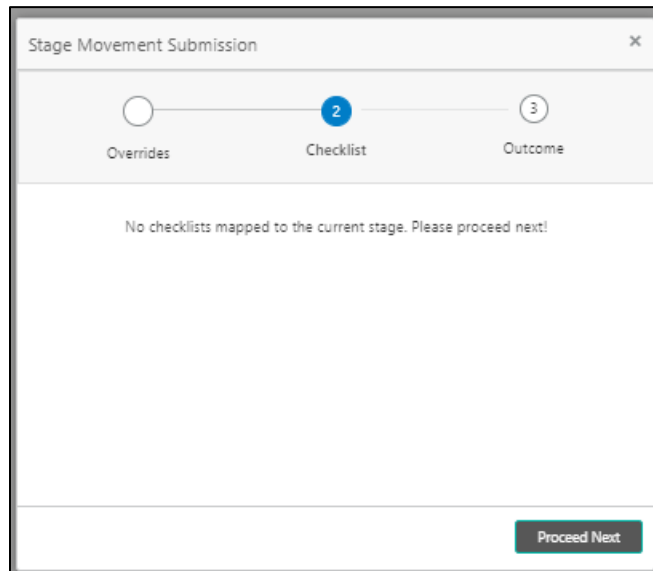 Stage Movement Submission ×
2 3
Overrides Checklist Outcome
No checklists mapped to the current stage. Please proceed next!
Proceed Next